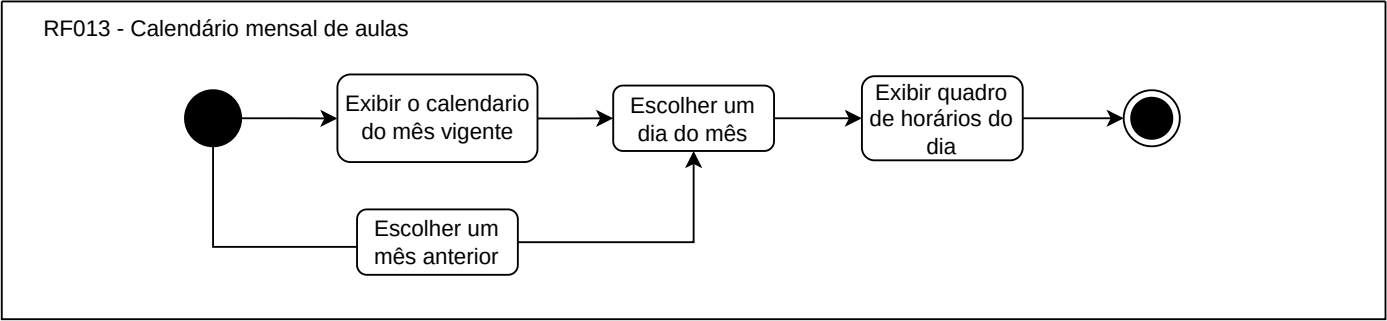 RF013 - Calendário mensal de aulas
Exibir o calendario
do mês vigente
Escolher um
dia do mês
Exibir quadro
de horários do
dia
Escolher um
mês anterior